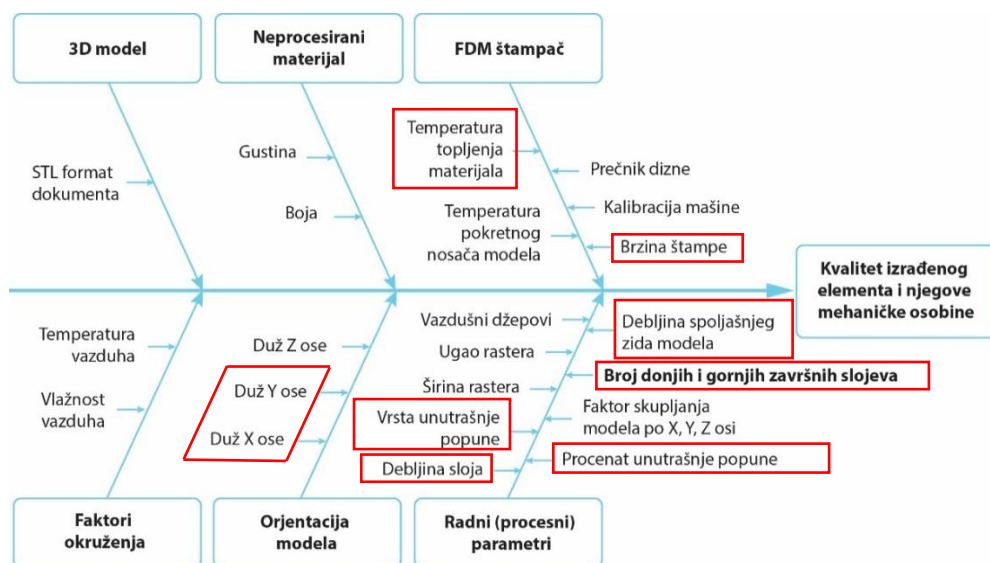 3D model
Neprocesirani
materijal
FDM štampač
STL format
dokumenta
Gustina
Boja
Temperatura
topljenja
materijala
Temperatura
pokretnog
nosača modela
Prečnik dizne
Kalibracija mašine
Brzina štampe
Kvalitet izrađenog
elementa i njegove
mehaničke osobine
Temperatura
vazduha
Vlažnost
vazduha
Duž Z ose
Duž Y ose
Duž X ose
Vazdušni džepovi
Ugao rastera
Širina rastera
Vrsta unutrašnje
popune
Debljina sloja
Debljina spoljašnjeg
zida modela
Broj donjih i gornjih završnih slojeva
Faktor skupljanja
modela po X, Y, Z osi
Procenat unutrašnje popune
Faktori
okruženja
Orjentacija
modela
Radni (procesni)
parametri